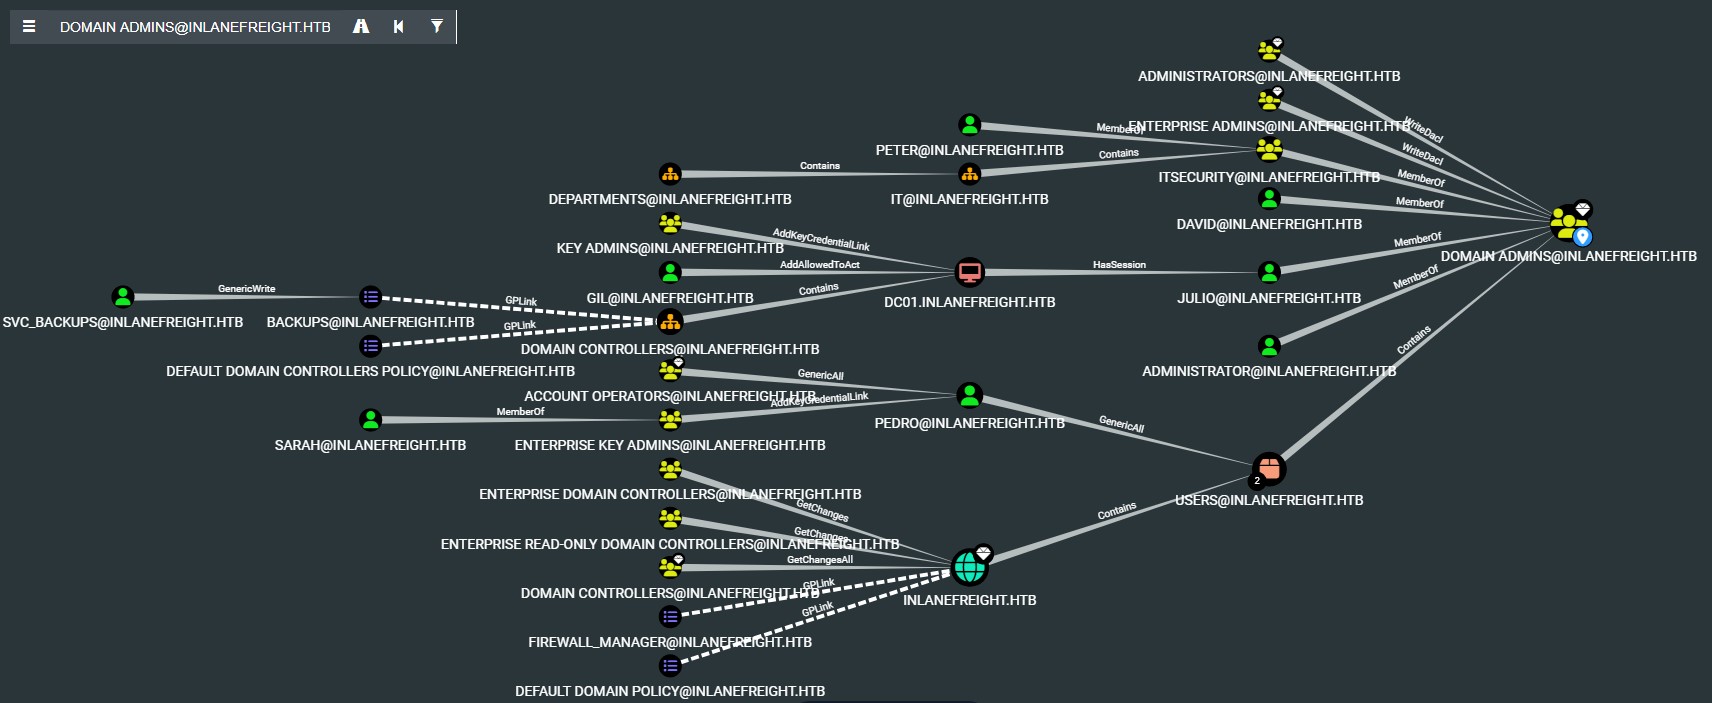 DOMAIN ADMINS@INLANEFREIGHT.HTB
ADMINISTRATORS@INLANEFREIGHT.HTB
WriteDacl
ENTERPRISE ADMINS@INLANEFREIGHT.HTB
WriteDacl
PETER@INLANEFREIGHT.HTB
MemberOf
Contains
ITSECURITY@INLANEFREIGHT.HTB
MemberOf
Contains
DEPARTMENTS@INLANEFREIGHT.HTB
IT@INLANEFREIGHT.HTB
MemberOf
DAVID@INLANEFREIGHT.HTB
KEY ADMINS@INLANEFREIGHT.HTB
AddKeyCredentialLink
MemberOf
DOMAIN ADMINS@INLANEFREIGHT.HTB
AddAllowedToAct
HasSession
GIL@INLANEFREIGHT.HTB
DC01.INLANEFREIGHT.HTB
JULIO@INLANEFREIGHT.HTB
MemberOf
GenericWrite
GPLink
Contains
SVC_BACKUPS@INLANEFREIGHT.HTB
BACKUPS@INLANEFREIGHT.HTB
GPLink
DOMAIN CONTROLLERS@INLANEFREIGHT.HTB
Contains
DEFAULT DOMAIN CONTROLLERS POLICY@INLANEFREIGHT.HTB
GenericAll
ADMINISTRATOR@INLANEFREIGHT.HTB
ACCOUNT OPERATORS@INLANEFREIGHT.HTB
AddKeyCredentialLink
MemberOf
PEDRO@INLANEFREIGHT.HTB
GenericAll
SARAH@INLANEFREIGHT.HTB
ENTERPRISE KEY ADMINS@INLANEFREIGHT.HTB
2
ENTERPRISE DOMAIN CONTROLLERS@INLANEFREIGHT.HTB
USERS@INLANEFREIGHT.HTB
GetChanges
Contains
GetChanges
ENTERPRISE READ-ONLY DOMAIN CONTROLLERS@INLANEFREIGHT.HTB
GetChangesAll
DOMAIN CONTROLLERS@INLANEFREIGHT.HTB
GPLink
INLANEFREIGHT.HTB
GPLink
FIREWALL_MANAGER@INLANEFREIGHT.HTB
DEFAULT DOMAIN POLICY@INLANEFREIGHT.HTB